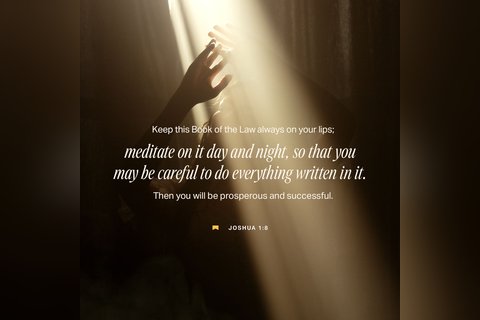 Keep this Book of the Law always on your lips;
meditate on it day and night, so that you
may be careful to do everything written in it.
Then you will be prosperous and successful.
JOSHUA 1:8